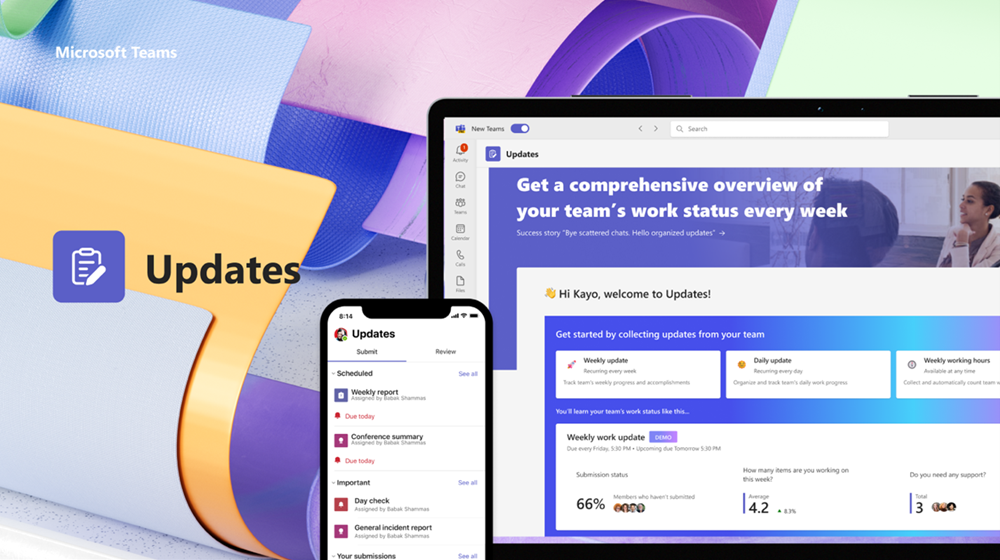 Microsoft Teams
Updates
8:14
Updates
Submit
Review
Scheduled
See all
Weekly report
Assigned by Babak Shammas
Due today
Conference summary
Assigned by Babak Shammas
Due today
Important
See all
Day check
Assigned by Babak Shammas
General incident report
Assigned by Babak Shammas
Your submissions
See all
New Teams
Search
1
Activity
Chat
Teams
Calendar
Calls
Files
Updates
Get a comprehensive overview of
your team's work status every week
Success story "Bye scattered chats. Hello organized updates" →
👋 Hi Kayo, welcome to Updates!
Get started by collecting updates from your team
Weekly update
Recurring every week
Track team's weekly progress and accomplishments
Daily update
Recurring every day
Organize and track team's daily work progress
Weekly working hours
Available at any time
Collect and automatically count team w
You'll learn your team's work status like this...
Weekly work update DEMO
Due every Friday, 5:30 PM • Upcoming due Tomorrow 5:30 PM
Submission status
66%
Members who haven't submitted
How many items are you working on
this week?
Average
4.2 ▲ 8.3%
Do you need any support?
Total
3